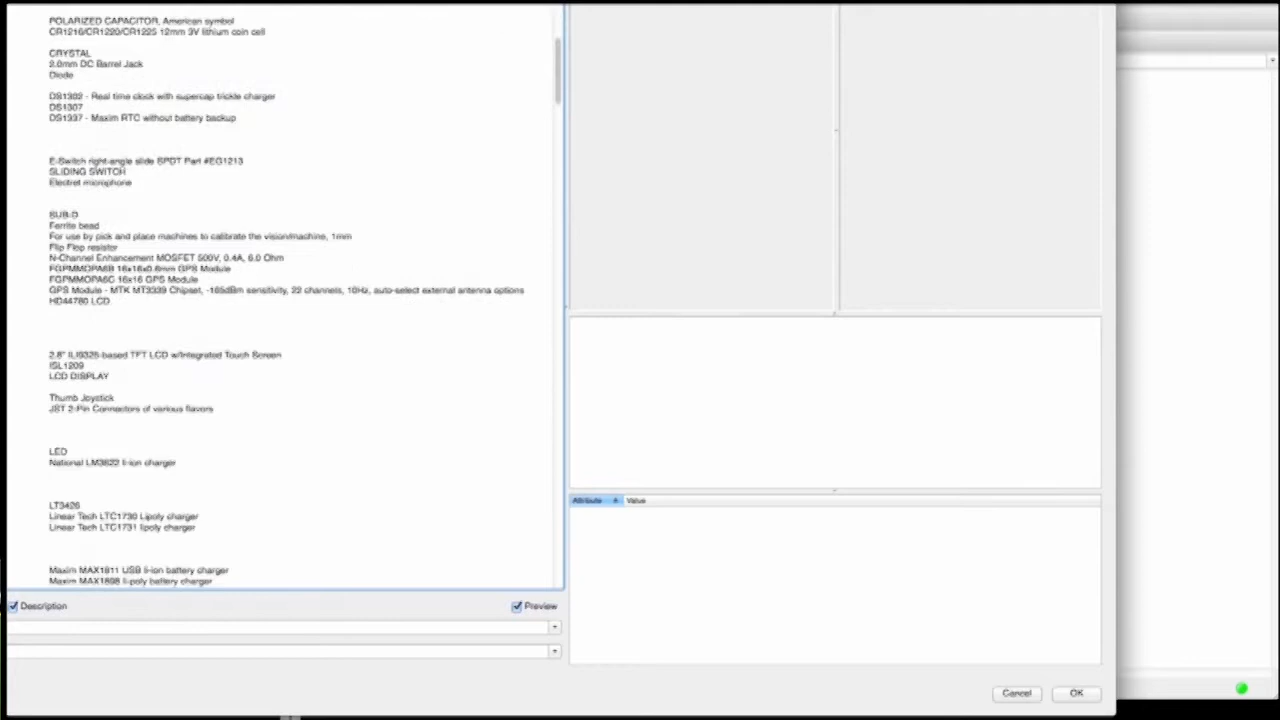 POLARIZED CAPACITOR, American symbol
CR1216/CR1220/CR1225 12mm 3V lithium coin cell
CRYSTAL
2.0mm DC Barrel Jack
Diode
DS1302 - Real time clock with supercap trickle charger
DS1307
DS1337 - Maxim RTC without battery backup
E-Switch right-angle slide SPDT Part #EG1213
SLIDING SWITCH
Electret microphone
SUB-D
Ferrite bead
For use by pick and place machines to calibrate the vision/machine, 1mm
Flip Flop resistor
N-Channel Enhancement MOSFET 500V, 0.4A, 6.0 Ohm
FGPMMOPA6B 16x16x0.6mm GPS Module
FGPMMOPA6C 16x16 GPS Module
GPS Module - MTK MT3339 Chipset, -165dBm sensitivity, 22 channels, 10Hz, auto-select external antenna options
HD44780 LCD
2.8" ILI9325-based TFT LCD w/Integrated Touch Screen
ISL1209
LCD DISPLAY
Thumb Joystick
JST 2-Pin Connectors of various flavors
LED
National LM3622 li-ion charger
LT3426
Linear Tech LTC1730 Lipoly charger
Linear Tech LTC1731 lipoly charger
Maxim MAX1811 USB li-ion battery charger
Maxim MAX1898 li-poly battery charger
Attribute Value
Description Preview
Cancel OK